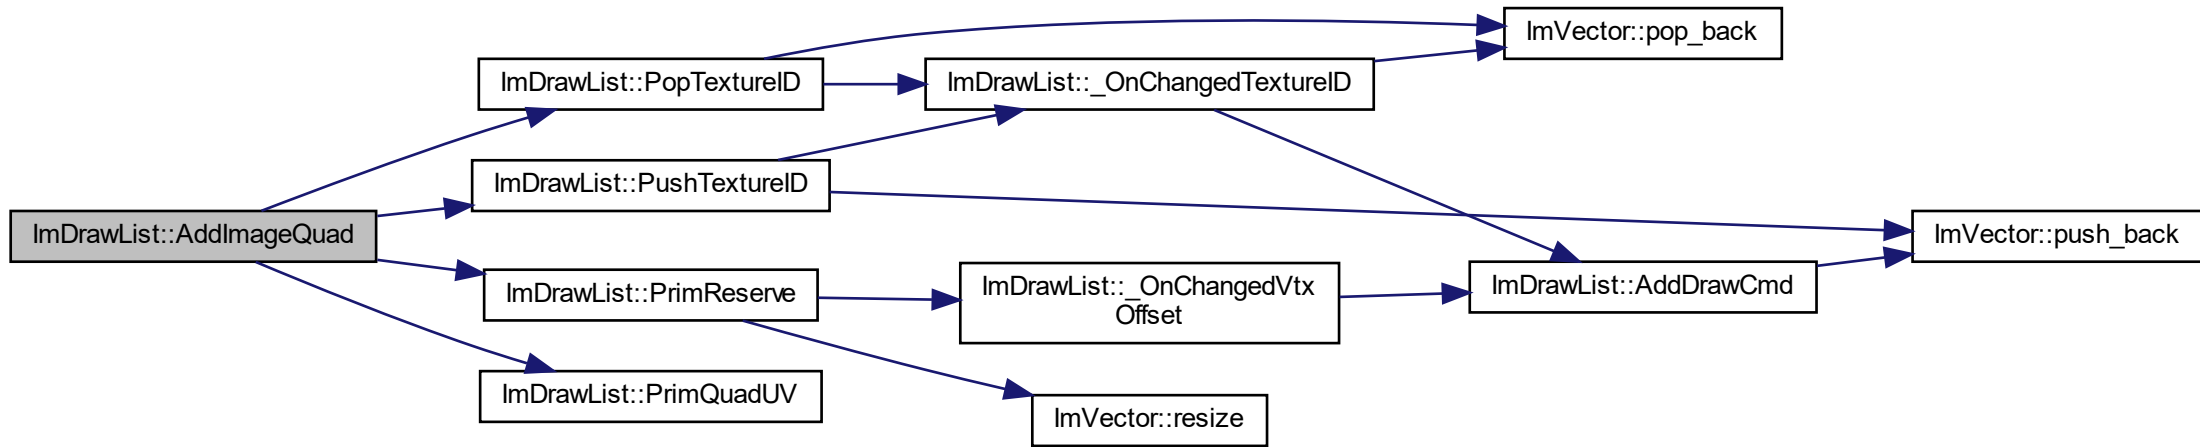 ImDrawList::AddImageQuad
ImDrawList::PopTextureID
ImDrawList::PushTextureID
ImDrawList::PrimReserve
ImDrawList::PrimQuadUV
ImDrawList::_OnChangedTextureID
ImDrawList::_OnChangedVtx
Offset
ImVector::resize
ImVector::pop_back
ImDrawList::AddDrawCmd
ImVector::push_back